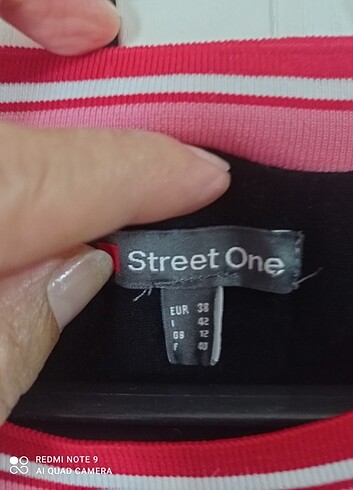 Street One
EUR 38
I 42
GB 12
F 40
REDMI NOTE 9
AI QUAD CAMERA